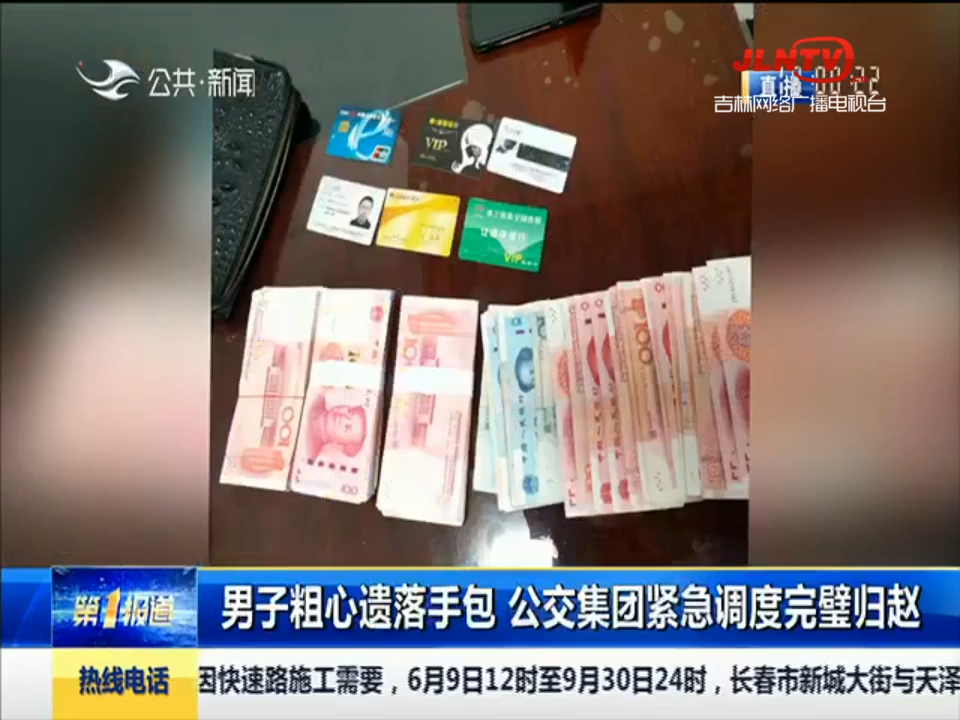 公共·新闻
JLNTV
直播
吉林网络广播电视台
VIP
VIP
100
100
100
男子粗心遗落手包 公交集团紧急调度完璧归赵
第1报道
热线电话
因快速路施工需要，6月9日12时至9月30日24时，长春市新城大街与天泽